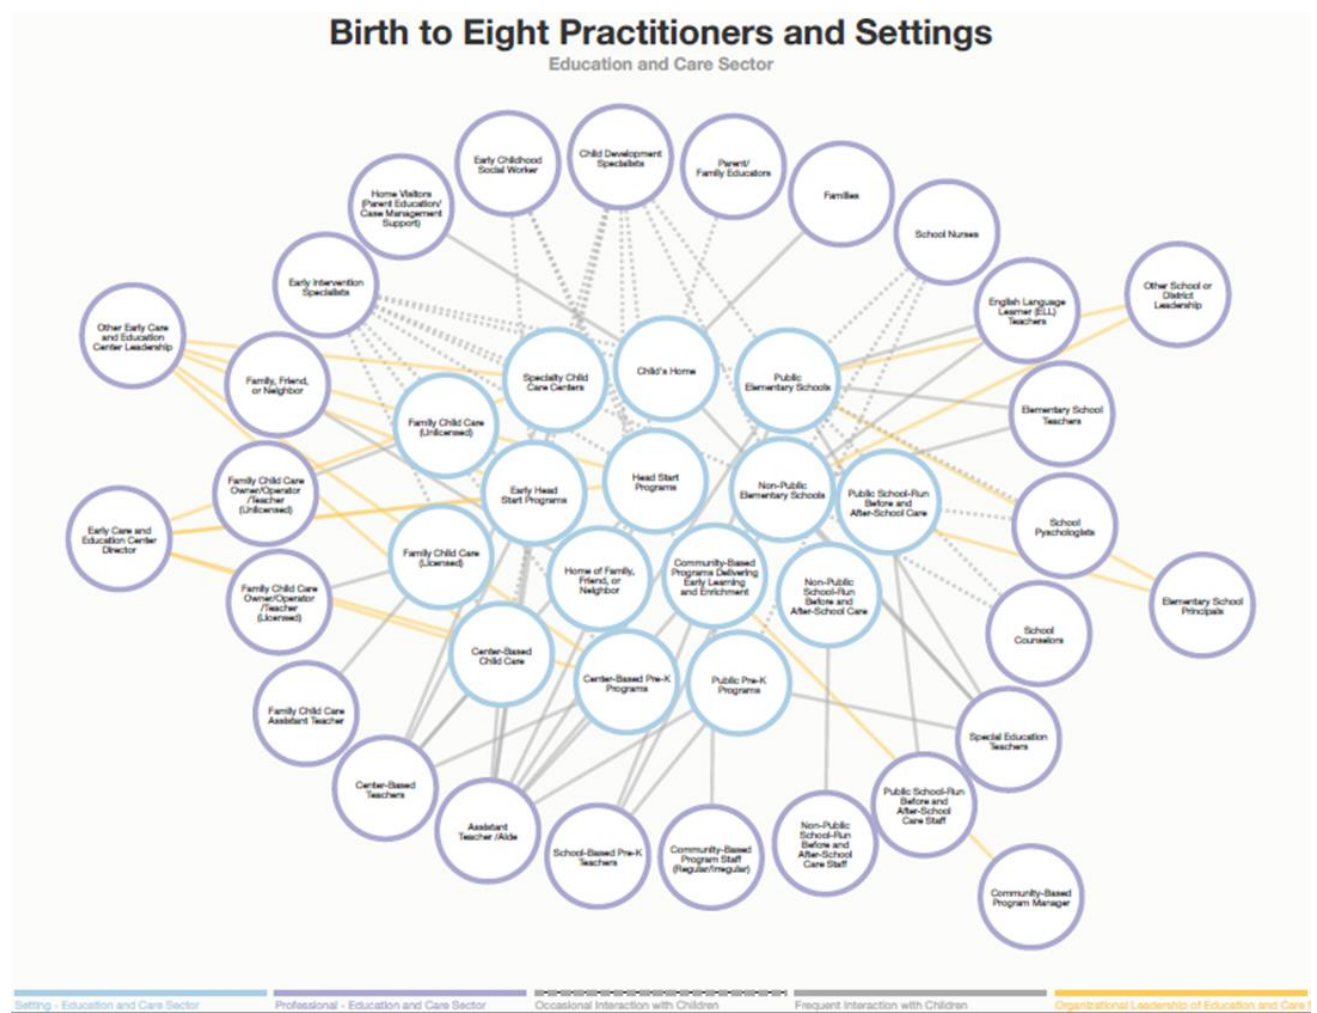 Birth to Eight Practitioners and Settings
Education and Care Sector
Early Childhood
Social Worker
Child Development
Specialists
Parent/
Family Educators
Families
School Nurses
Home Visitors
(Parent Education/
Case Management
Support)
Early Intervention
Specialists
Other Early Care
and Education
Center Leadership
Family, Friend,
or Neighbor
Family Child Care
Owner/Operator
/Teacher
(Unlicensed)
Early Care and
Education Center
Director
Family Child Care
Owner/Operator
/Teacher
(Licensed)
Family Child Care
Assistant Teacher
Center-Based
Teachers
Assistant
Teacher /Aide
School-Based Pre-K
Teachers
Community-Based
Program Staff
(Regular/Irregular)
Non-Public
School-Run
Before and
After-School
Care Staff
Public School-Run
Before and
After-School
Care Staff
Community-Based
Program Manager
Special Education
Teachers
School
Counselors
Elementary School
Principals
School
Pyschologists
Elementary School
Teachers
English Language
Learner (ELL)
Teachers
Other School or
District
Leadership
Specialty Child
Care Centers
Child's Home
Public
Elementary Schools
Family Child Care
(Unlicensed)
Early Head
Start Programs
Head Start
Programs
Non-Public
Elementary Schools
Public School-Run
Before and
After-School Care
Family Child Care
(Licensed)
Home of Family,
Friend, or
Neighbor
Community-Based
Programs Delivering
Early Learning
and Enrichment
Non-Public
School-Run
Before and
After-School Care
Center-Based
Child Care
Center-Based Pre-K
Programs
Public Pre-K
Programs
Setting - Education and Care Sector
Professional - Education and Care Sector
Occasional Interaction with Children
Frequent Interaction with Children
Organizational Leadership of Education and Care